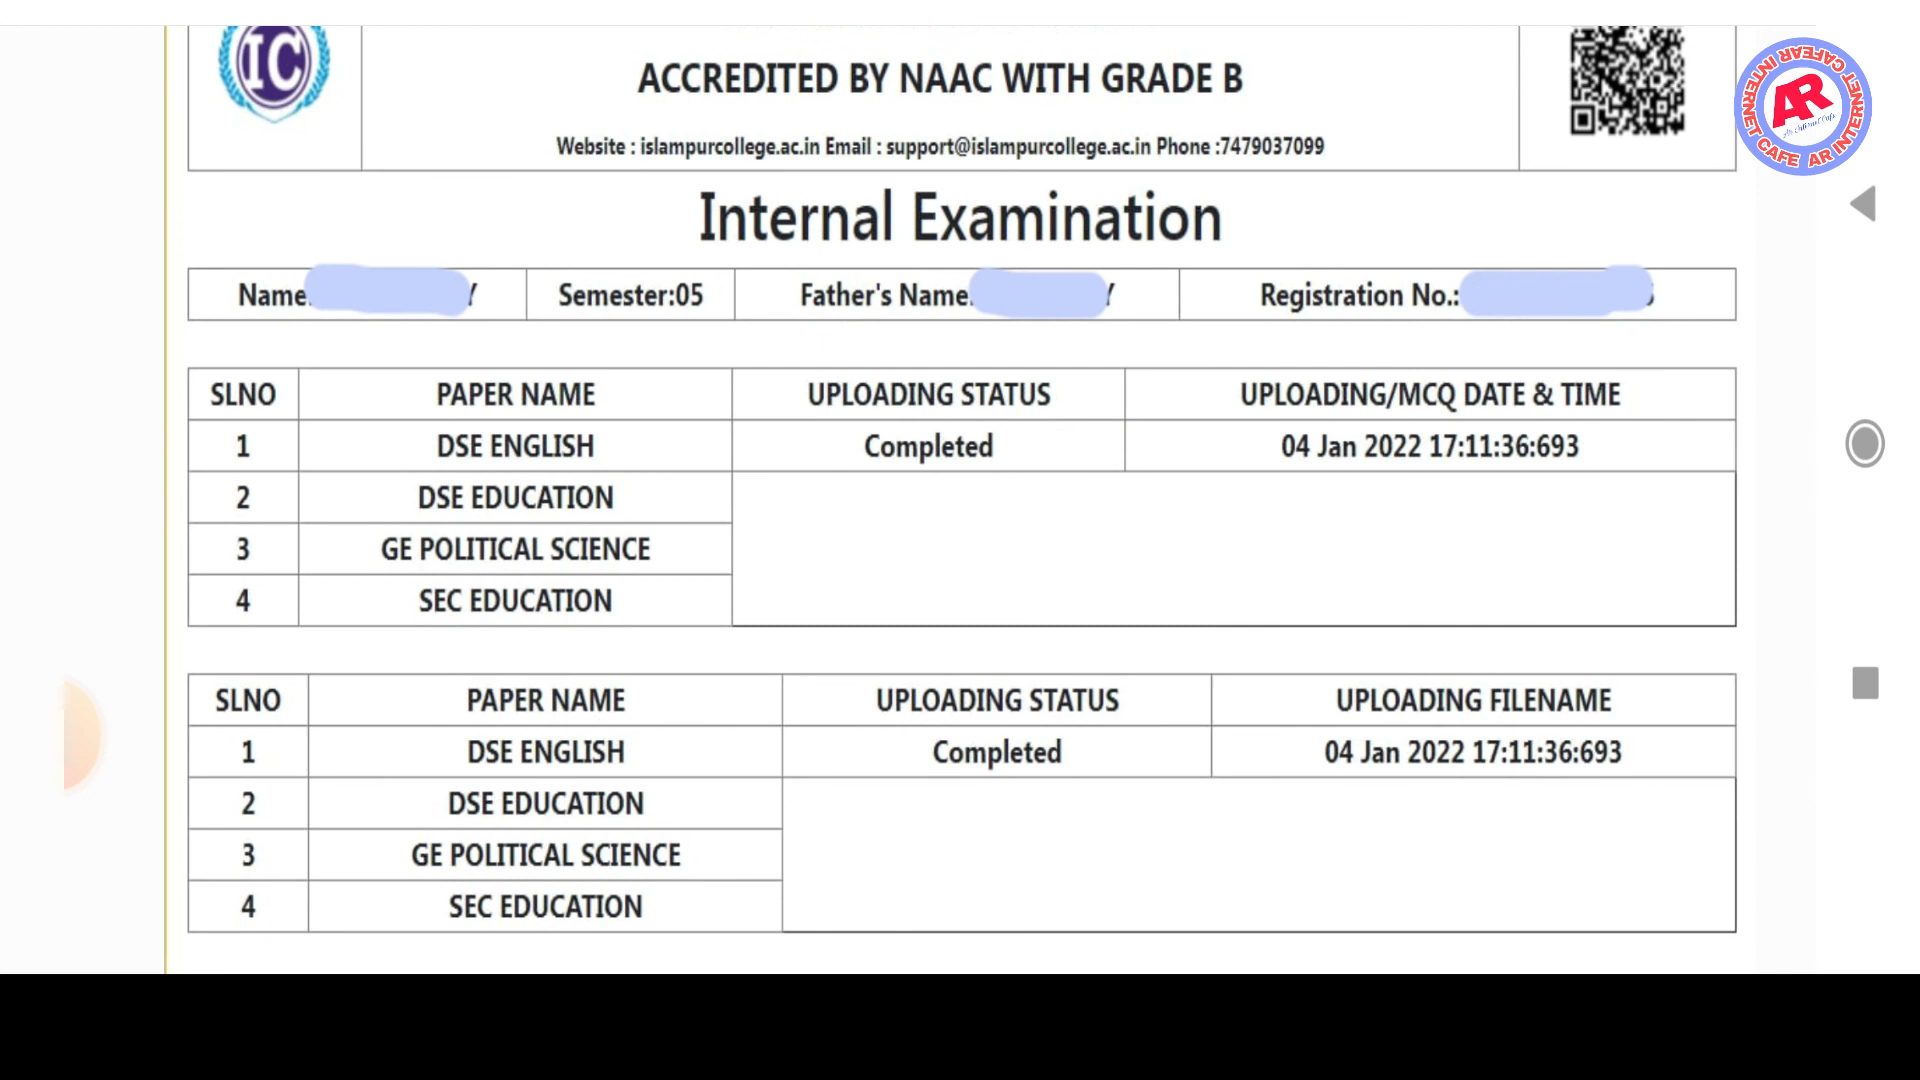 IC
ACCREDITED BY NAAC WITH GRADE B
Website : islampurcollege.ac.in Email : support@islampurcollege.ac.in Phone :7479037099
AR INTERNET CAFE AR INTERNET CAFE
AR
Internal Examination
Name: Y Semester:05 Father's Name: Y Registration No.:
SLNO PAPER NAME UPLOADING STATUS UPLOADING/MCQ DATE & TIME
1 DSE ENGLISH Completed 04 Jan 2022 17:11:36:693
2 DSE EDUCATION
3 GE POLITICAL SCIENCE
4 SEC EDUCATION
SLNO PAPER NAME UPLOADING STATUS UPLOADING FILENAME
1 DSE ENGLISH Completed 04 Jan 2022 17:11:36:693
2 DSE EDUCATION
3 GE POLITICAL SCIENCE
4 SEC EDUCATION